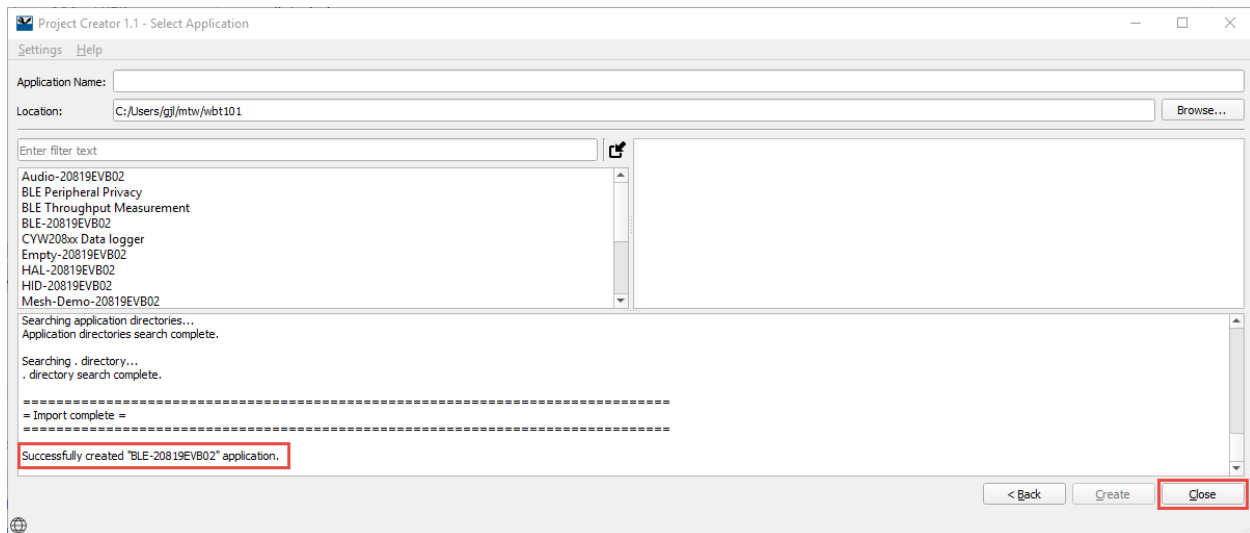 Project Creator 1.1 - Select Application
Settings Help
Application Name:
Location: C:/Users/gjl/mtw/wbt101 Browse...
Enter filter text
Audio-20819EVB02
BLE Peripheral Privacy
BLE Throughput Measurement
BLE-20819EVB02
CYW208xx Data logger
Empty-20819EVB02
HAL-20819EVB02
HID-20819EVB02
Mesh-Demo-20819EVB02
Searching application directories...
Application directories search complete.
Searching . directory...
. directory search complete.
================================================================================
= Import complete =
================================================================================
Successfully created "BLE-20819EVB02" application.
< Back Create Close